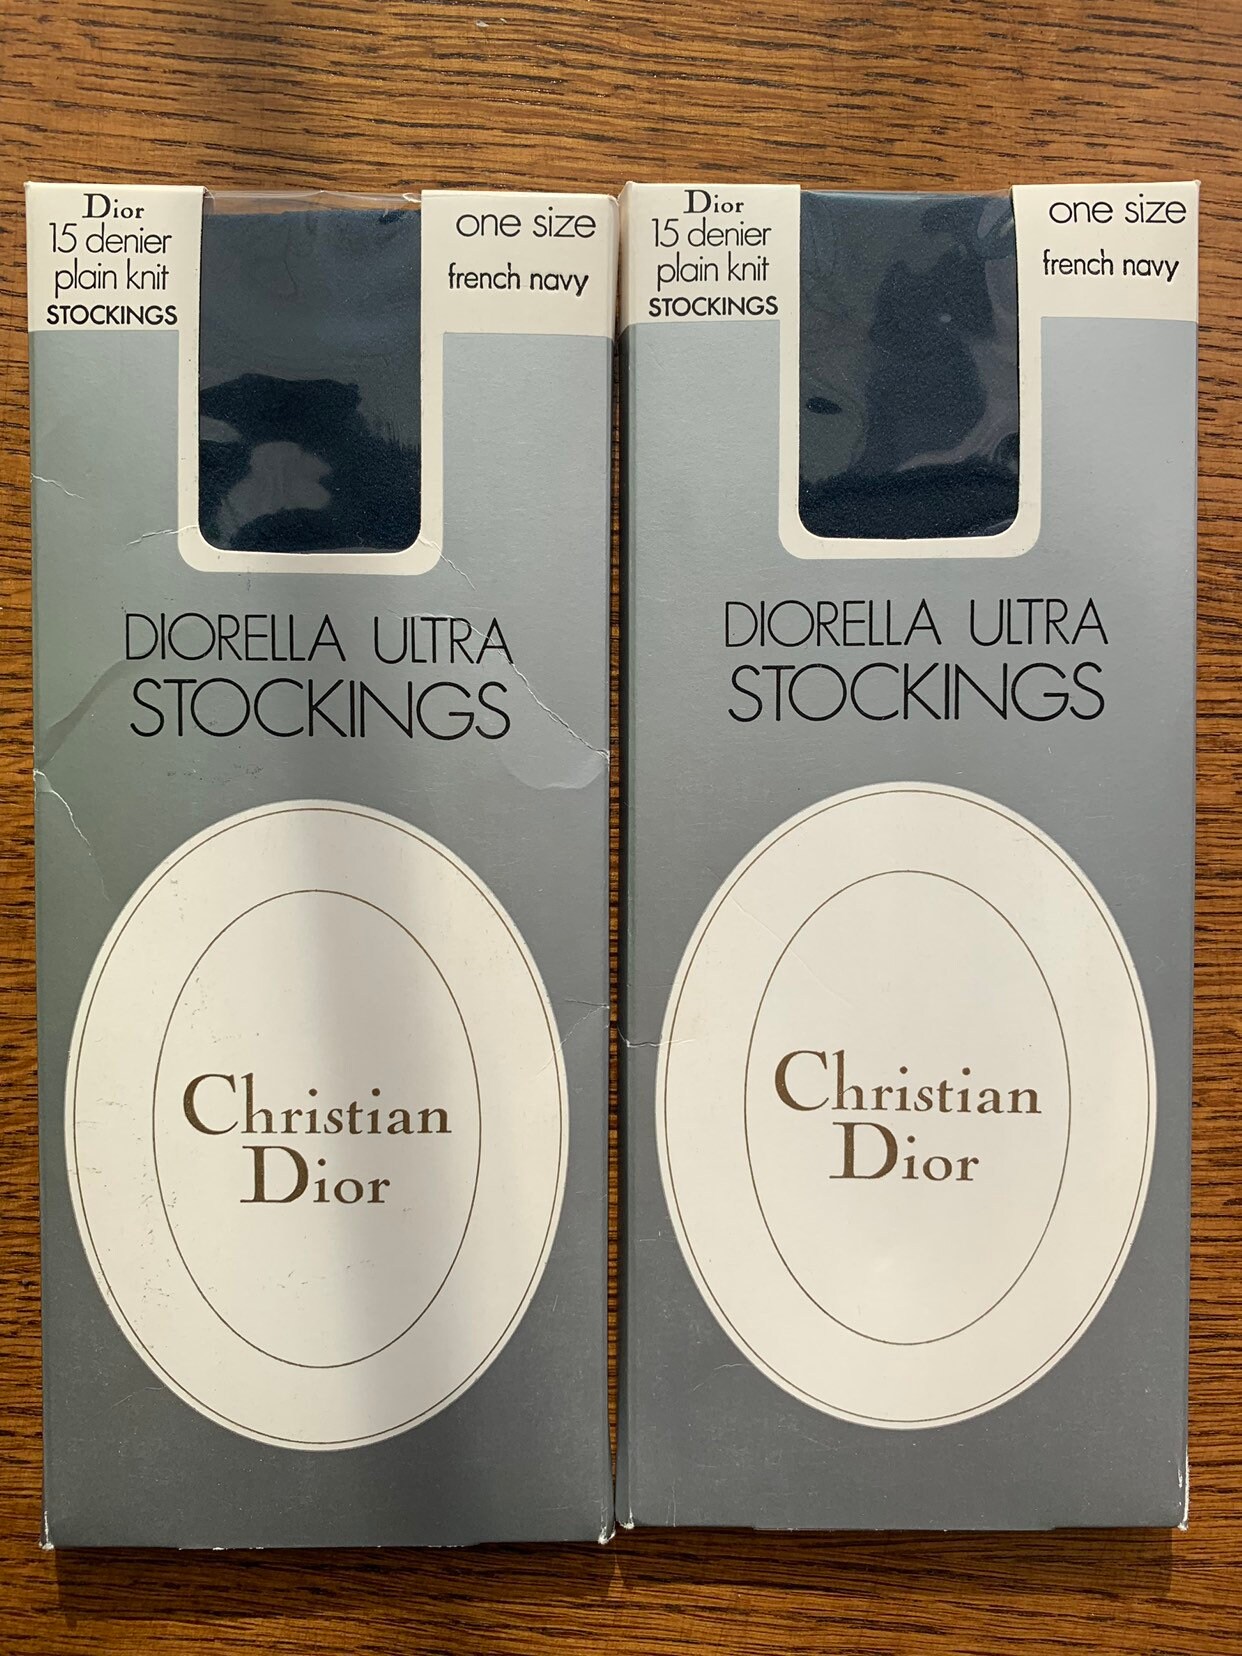 Dior
15 denier
plain knit
STOCKINGS
one size
french navy
DIORELLA ULTRA
STOCKINGS
Christian
Dior
Dior
15 denier
plain knit
STOCKINGS
one size
french navy
DIORELLA ULTRA
STOCKINGS
Christian
Dior